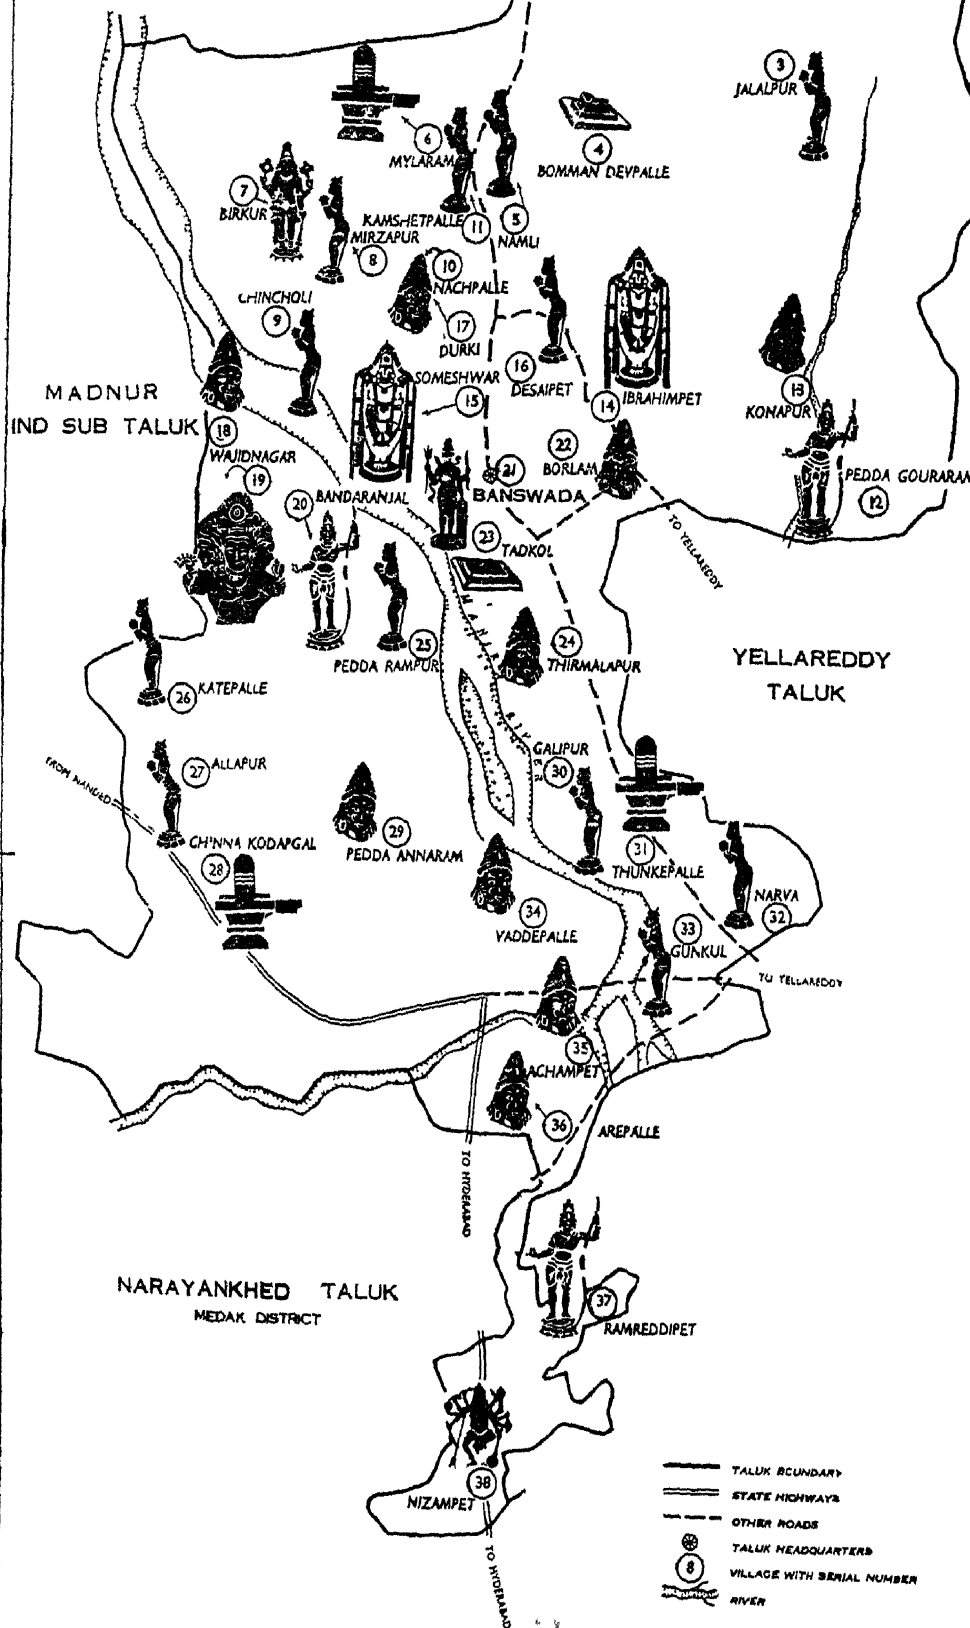 3
JALALPUR
6
MYLARAM
4
BOMMAN DEVPALLE
7
BIRKUR
KAMSHETPALLE
11
5
NAMLI
MIRZAPUR
8
10
NACHPALLE
CHINCHOLI
9
17
DURKI
16
DESAIPET
SOMESHWAR
15
14
IBRAHIMPET
13
KONAPUR
MADNUR
IND SUB TALUK
18
WAJIDNAGAR
19
22
BORLAM
21
BANSWADA
PEDDA GOURARAM
12
20
BANDARANJAL
23
TADKOL
TO YELLAREDDY
MANJR
RIVER
25
PEDDA RAMPUR
24
THIRMALAPUR
YELLAREDDY
TALUK
26
KATEPALLE
27
ALLAPUR
FROM NANDED
GALIPUR
30
29
PEDDA ANNARAM
CHINNA KODAPGAL
28
31
THUNKEPALLE
NARVA
32
34
VADDEPALLE
33
GUNKUL
TO YELLAREDDY
35
ACHAMPET
36
AREPALLE
TO HYDERABAD
NARAYANKHED TALUK
MEDAK DISTRICT
37
RAMREDDIPET
38
NIZAMPET
TO HYDERABAD
TALUK BOUNDARY
STATE HIGHWAYS
OTHER ROADS
TALUK HEADQUARTERS
8
VILLAGE WITH SERIAL NUMBER
RIVER